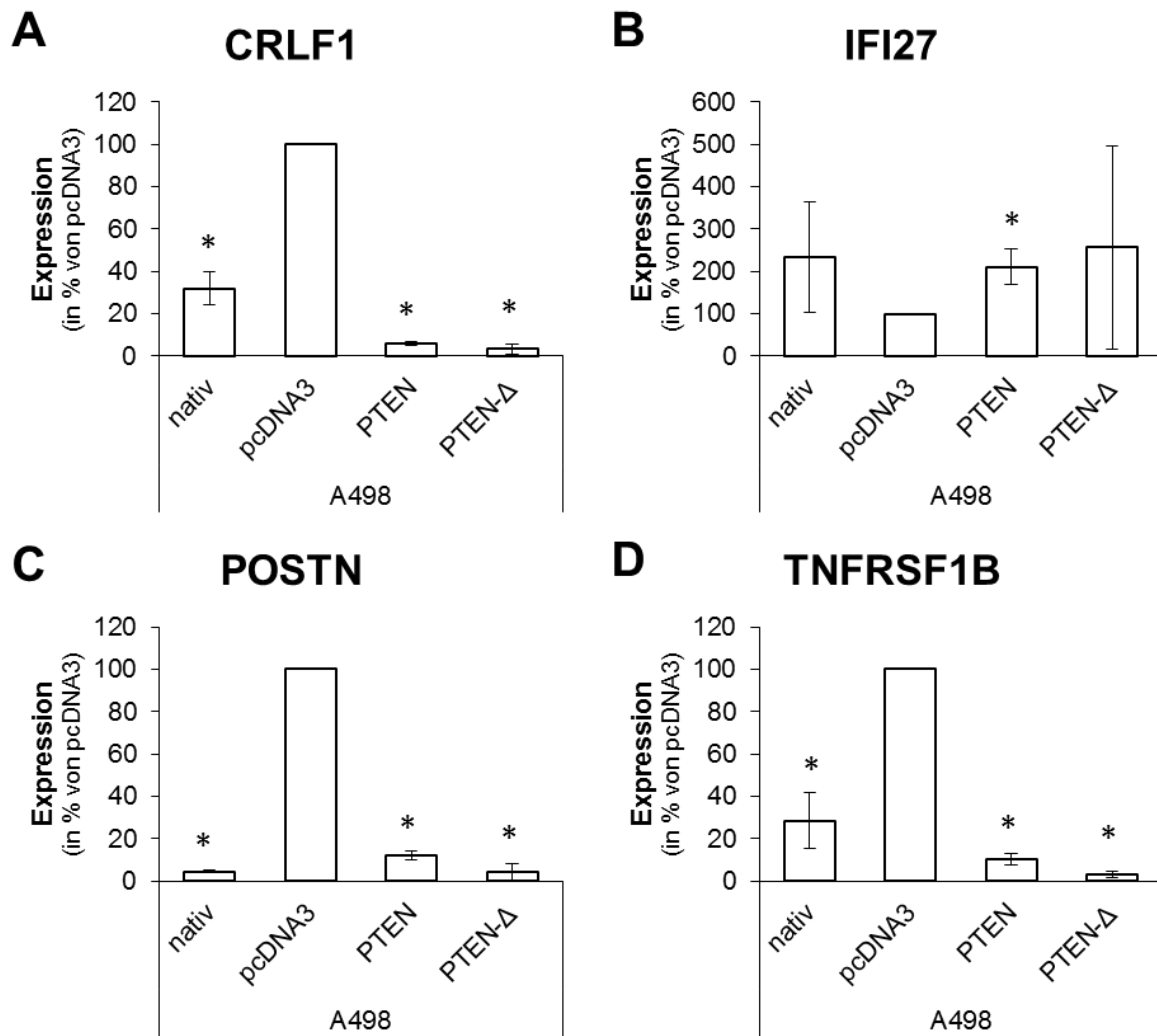 A
CRLF1
Expression
(in % von pcDNA3)
120
100
80
60
40
20
0
*
*
*
nativ
pcDNA3
PTEN
PTEN-Δ
A498
B
IFI27
Expression
(in % von pcDNA3)
600
500
400
300
200
100
0
*
nativ
pcDNA3
PTEN
PTEN-Δ
A498
C
POSTN
Expression
(in % von pcDNA3)
120
100
80
60
40
20
0
*
*
*
nativ
pcDNA3
PTEN
PTEN-Δ
A498
D
TNFRSF1B
Expression
(in % von pcDNA3)
120
100
80
60
40
20
0
*
*
*
nativ
pcDNA3
PTEN
PTEN-Δ
A498